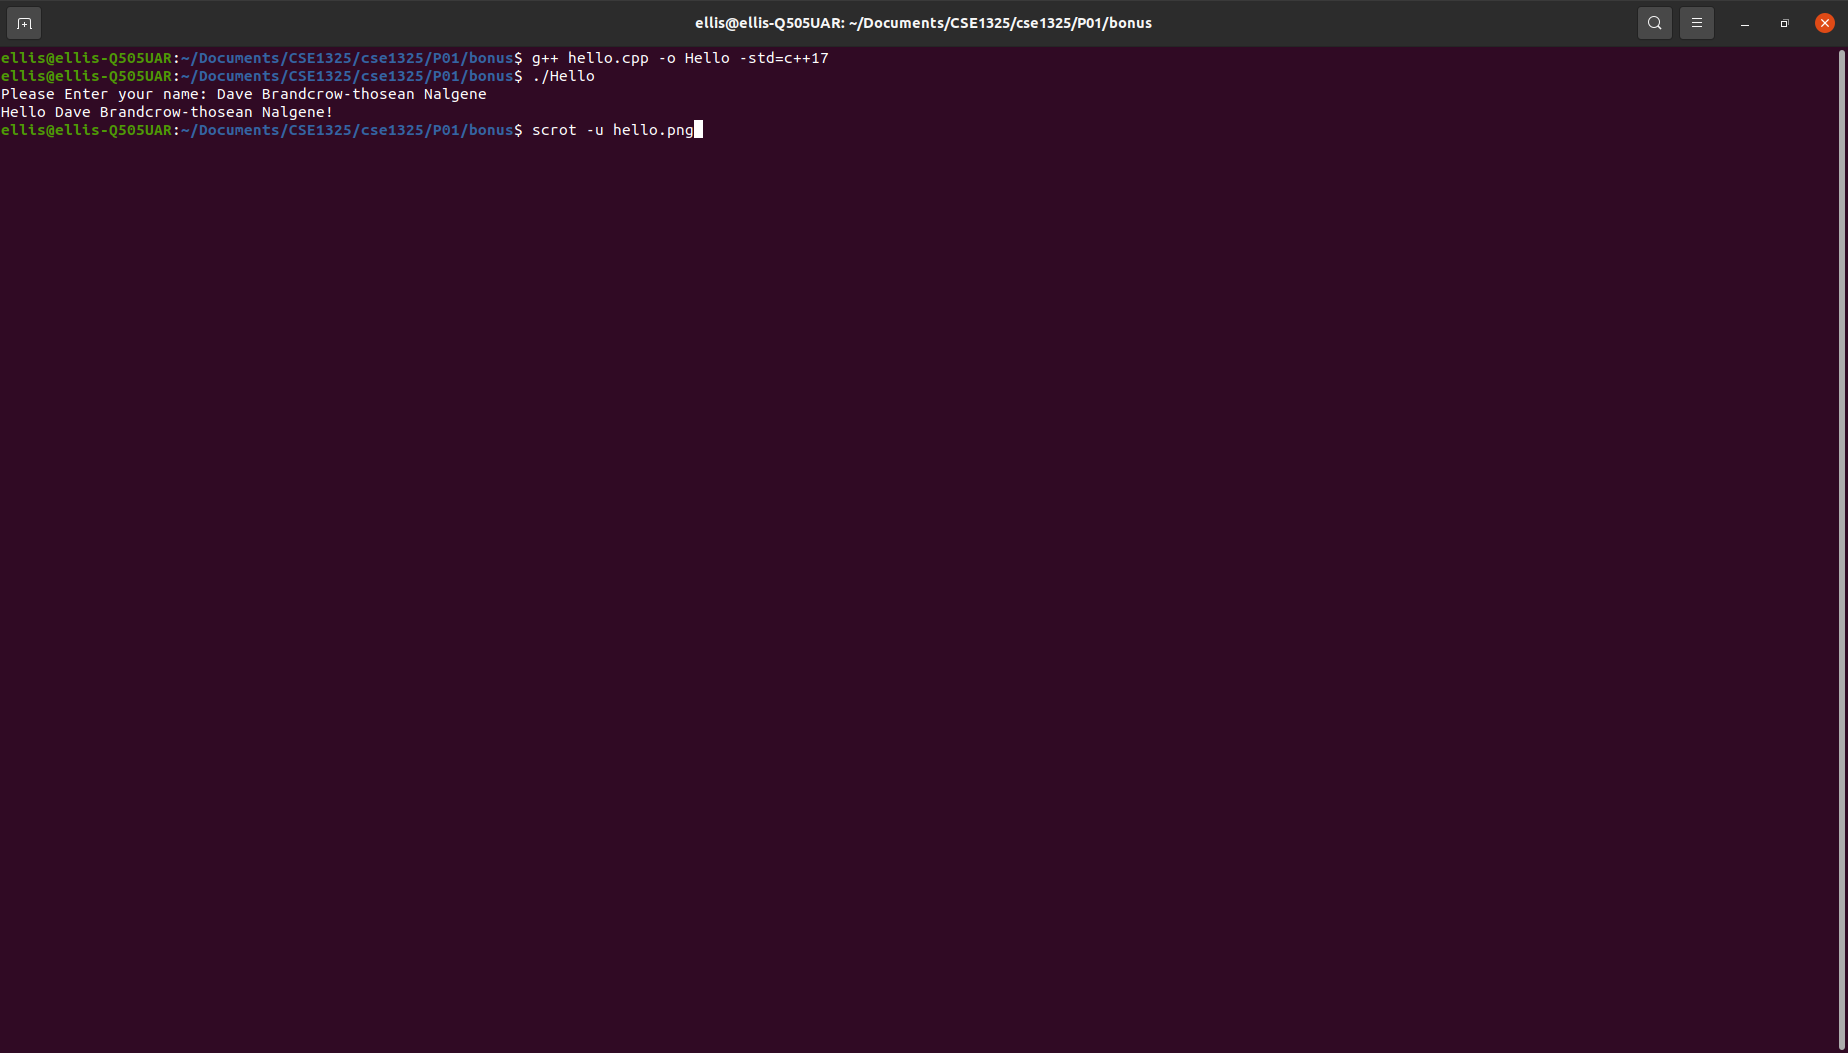 ellis@ellis-Q505UAR: ~/Documents/CSE1325/cse1325/P01/bonus
ellis@ellis-Q505UAR:~/Documents/CSE1325/cse1325/P01/bonus$ g++ hello.cpp -o Hello -std=c++17
ellis@ellis-Q505UAR:~/Documents/CSE1325/cse1325/P01/bonus$ ./Hello
Please Enter your name: Dave Brandcrow-thosean Nalgene
Hello Dave Brandcrow-thosean Nalgene!
ellis@ellis-Q505UAR:~/Documents/CSE1325/cse1325/P01/bonus$ scrot -u hello.png